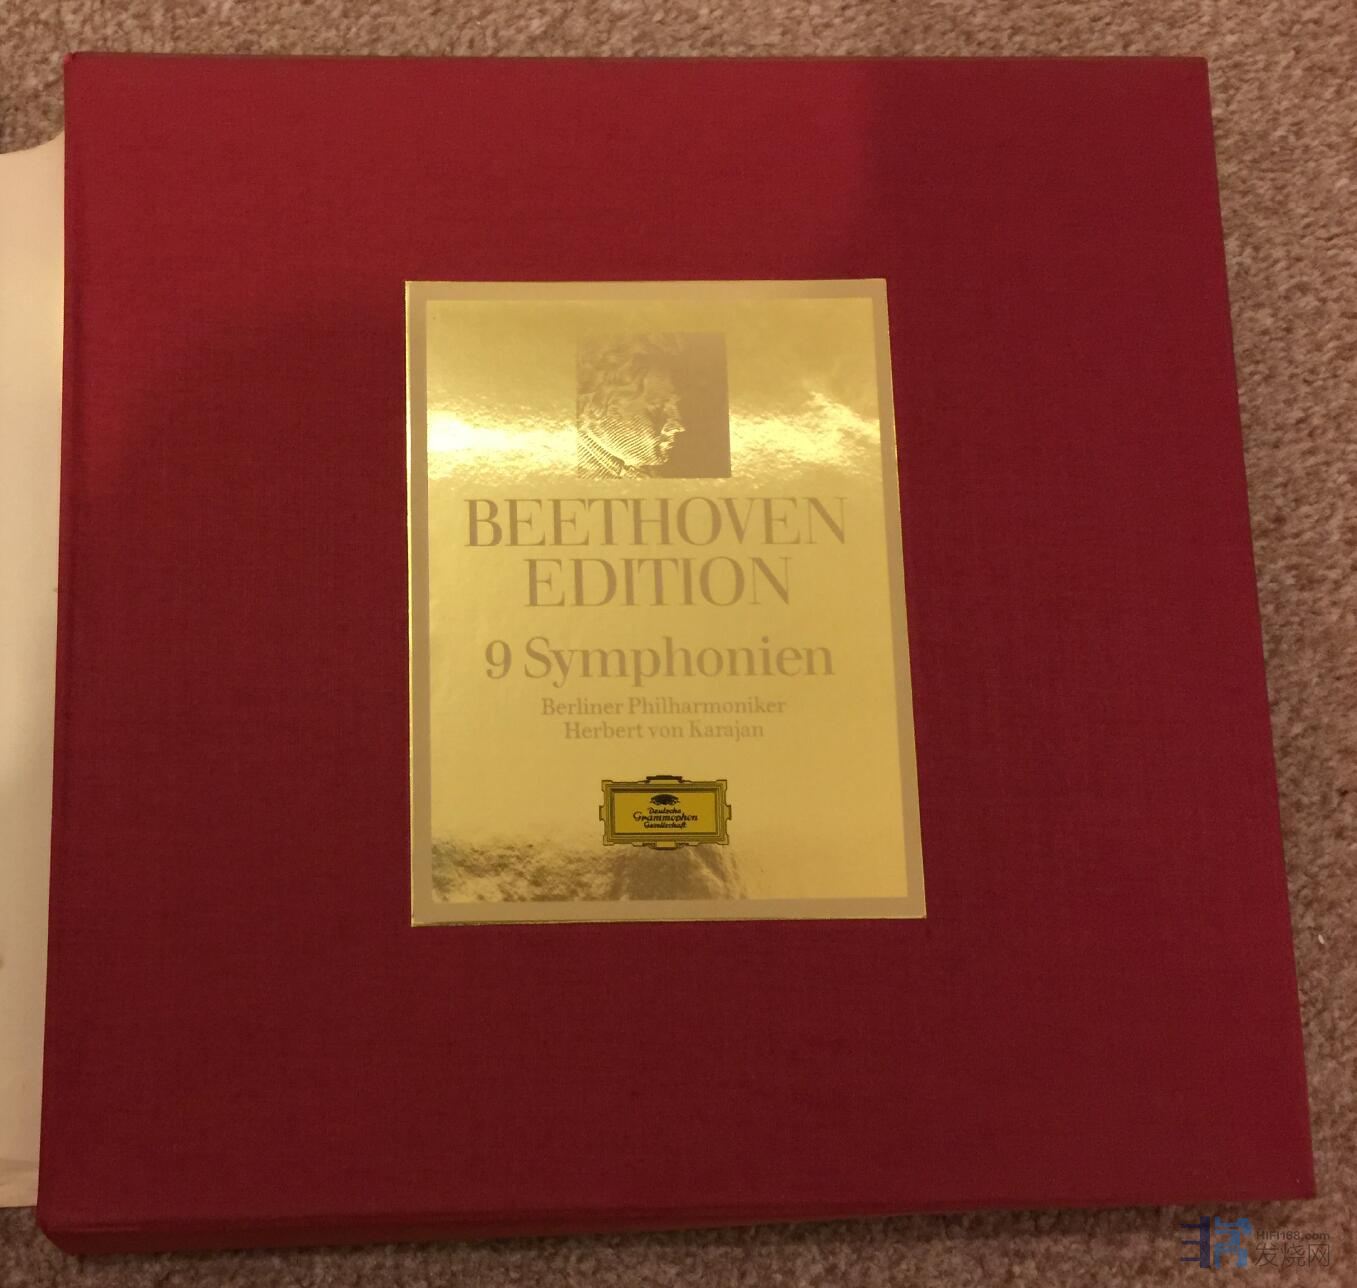 BEETHOVEN
EDITION
9 Symphonien
Berliner Philharmoniker
Herbert von Karajan
Deutsche
Grammophon
Gesellschaft
HIFI168.com
发烧网